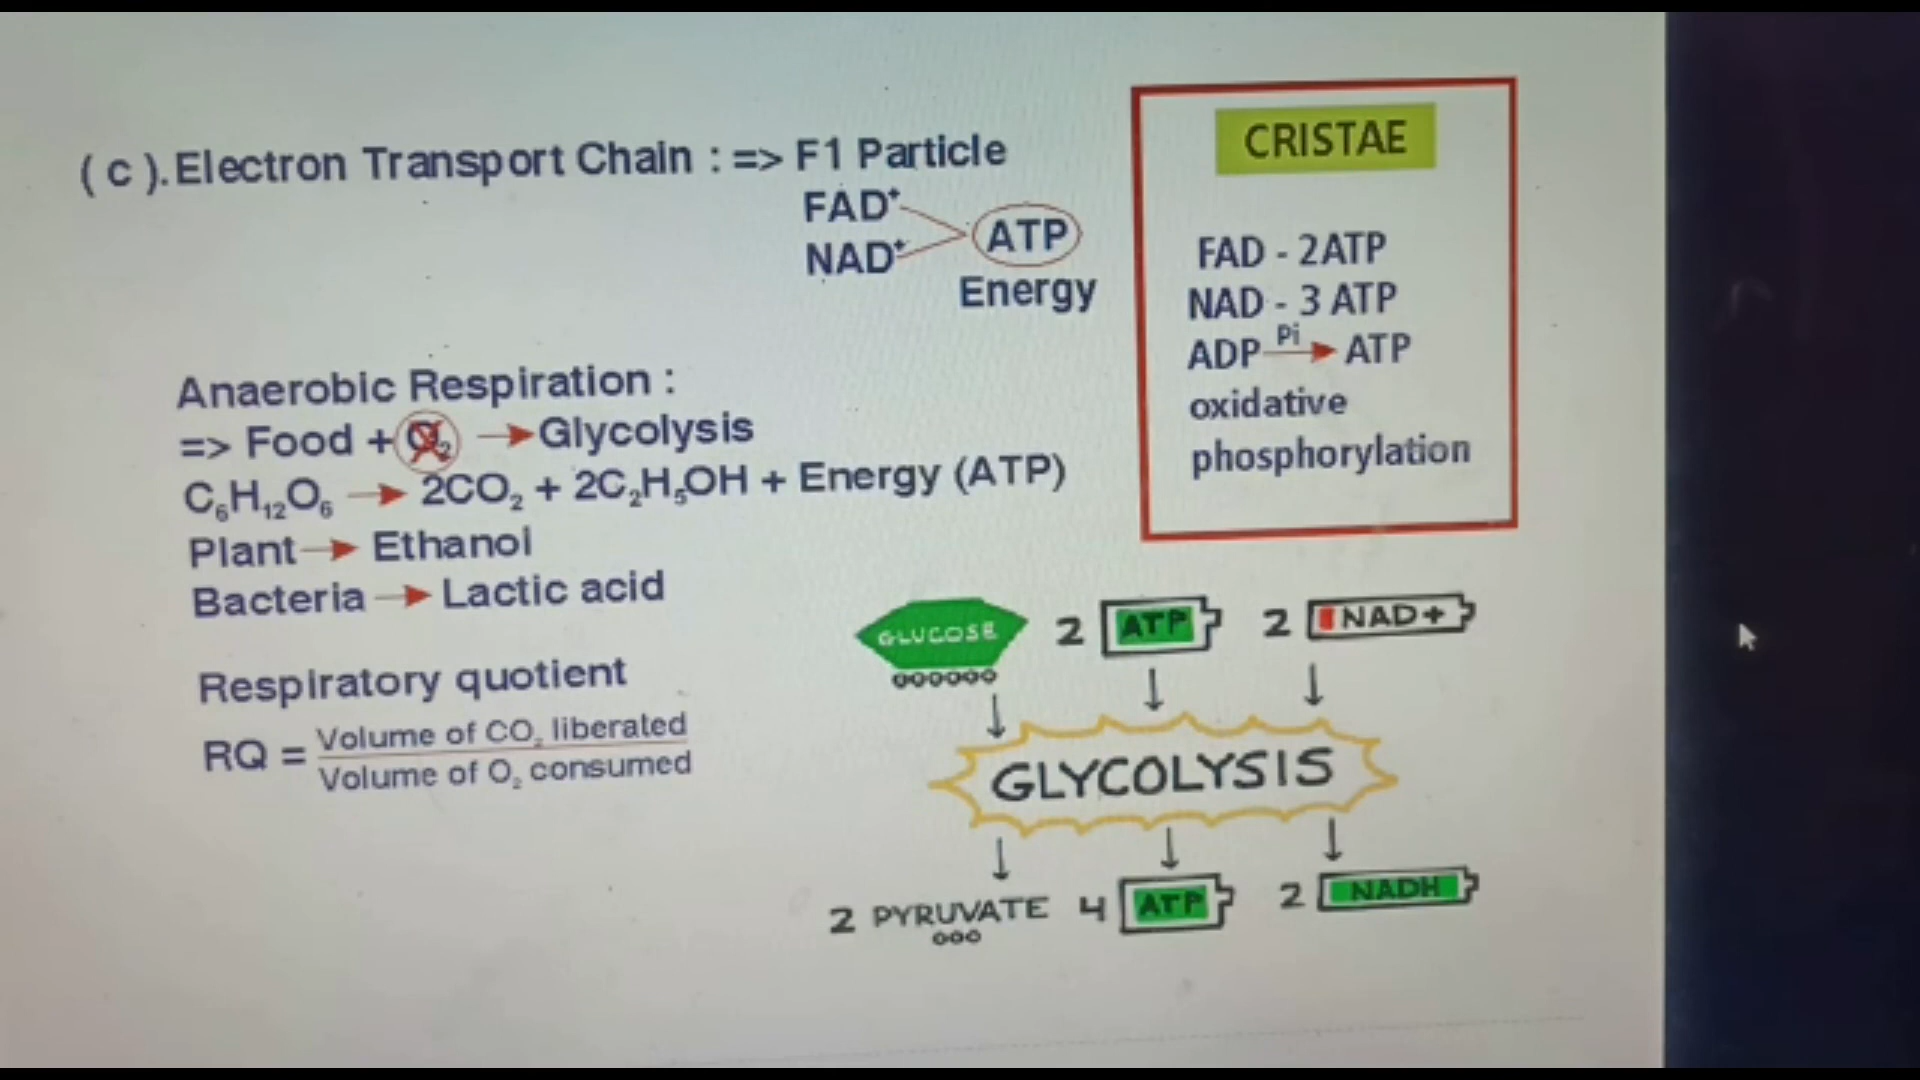 ( c ). Electron Transport Chain : => F1 Particle
FAD⁺
NAD⁺
ATP
Energy
CRISTAE
FAD - 2ATP
NAD - 3 ATP
ADP Pi → ATP
oxidative
phosphorylation
Anaerobic Respiration :
=> Food + O₂ → Glycolysis
C₆H₁₂O₆ → 2CO₂ + 2C₂H₅OH + Energy (ATP)
Plant → Ethanol
Bacteria → Lactic acid
Respiratory quotient
RQ = Volume of CO₂ liberated
Volume of O₂ consumed
GLUCOSE 2 ATP 2 NAD+
GLYCOLYSIS
2 PYRUVATE 4 ATP 2 NADH